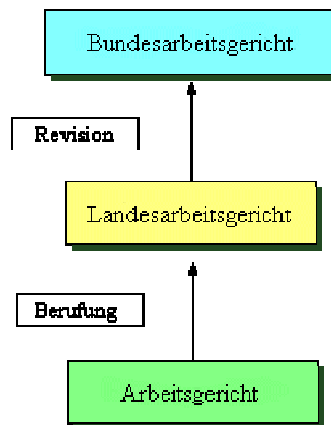 Bundesarbeitsgericht
Revision
Landesarbeitsgericht
Berufung
Arbeitsgericht